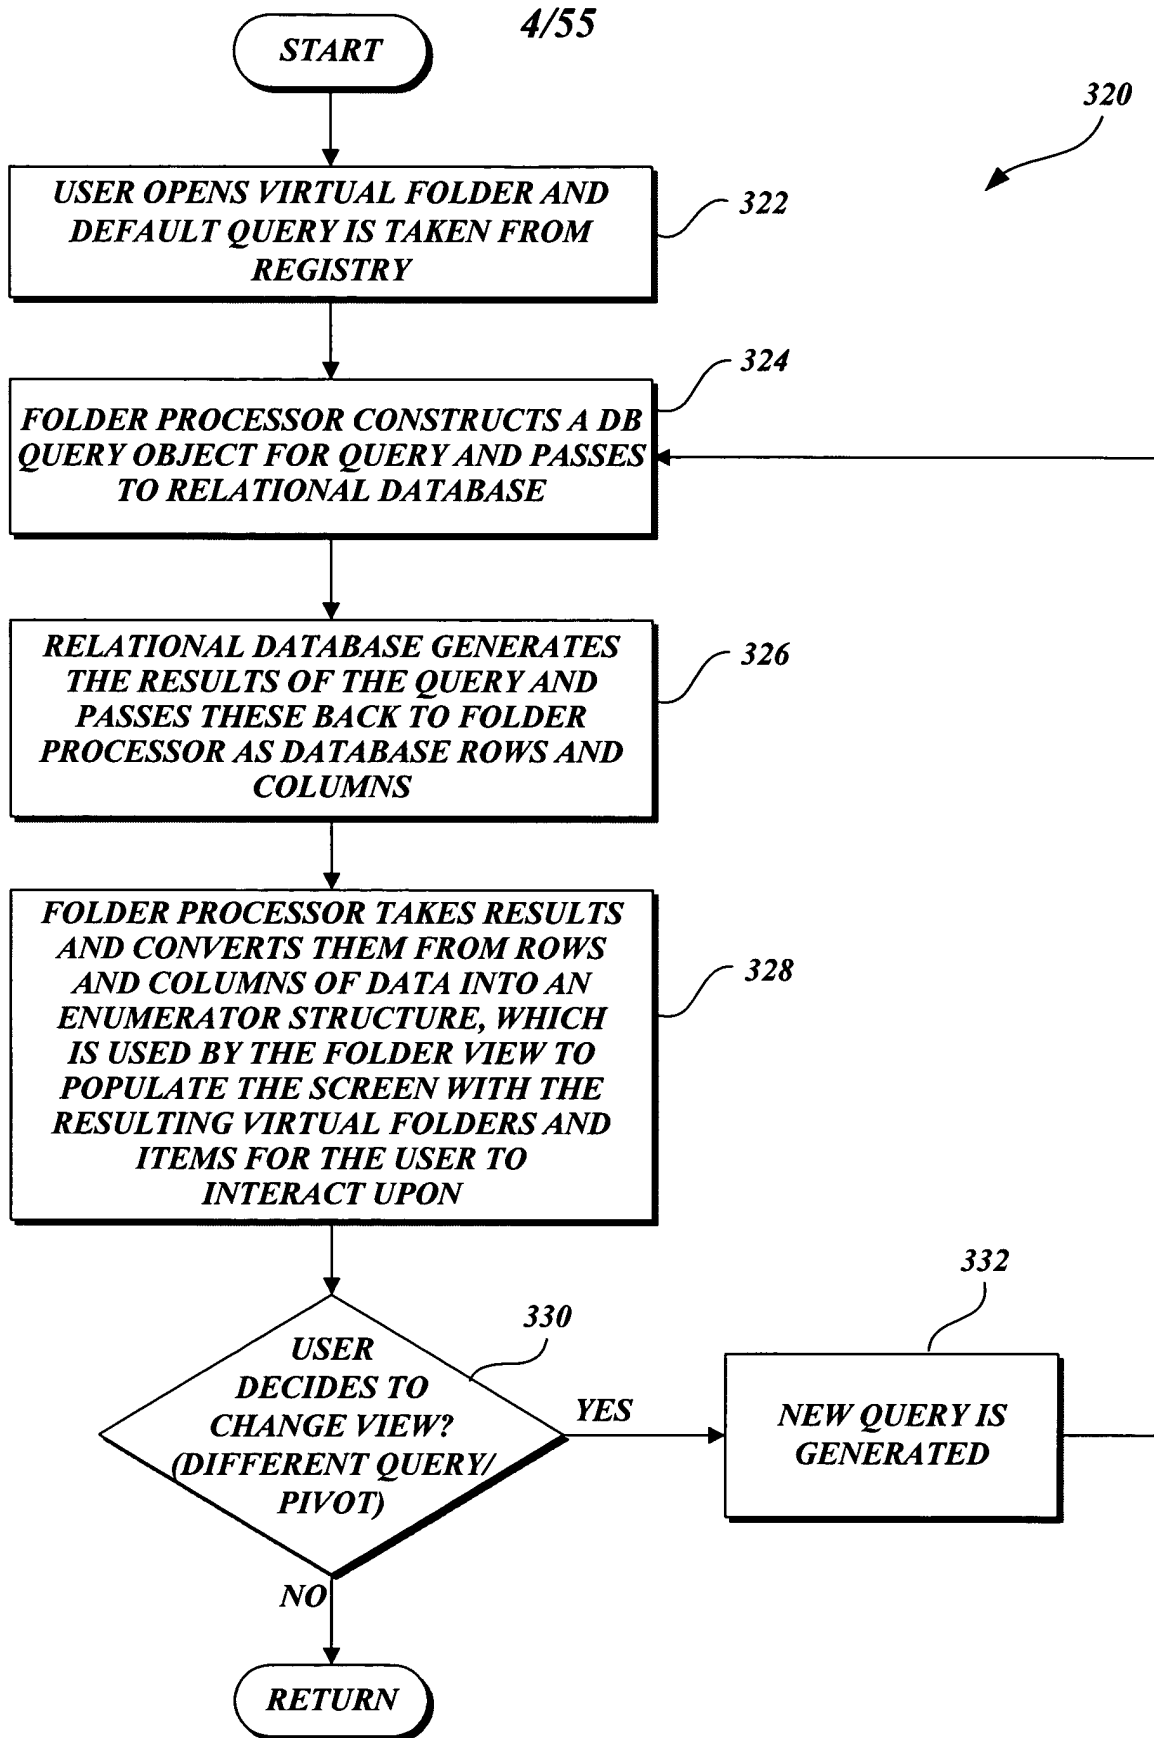 4/55
START
320
USER OPENS VIRTUAL FOLDER AND
DEFAULT QUERY IS TAKEN FROM
REGISTRY
322
324
FOLDER PROCESSOR CONSTRUCTS A DB
QUERY OBJECT FOR QUERY AND PASSES
TO RELATIONAL DATABASE
RELATIONAL DATABASE GENERATES
THE RESULTS OF THE QUERY AND
PASSES THESE BACK TO FOLDER
PROCESSOR AS DATABASE ROWS AND
COLUMNS
326
FOLDER PROCESSOR TAKES RESULTS
AND CONVERTS THEM FROM ROWS
AND COLUMNS OF DATA INTO AN
ENUMERATOR STRUCTURE, WHICH
IS USED BY THE FOLDER VIEW TO
POPULATE THE SCREEN WITH THE
RESULTING VIRTUAL FOLDERS AND
ITEMS FOR THE USER TO
INTERACT UPON
328
330
USER
DECIDES TO
CHANGE VIEW?
(DIFFERENT QUERY/
PIVOT)
YES
332
NEW QUERY IS
GENERATED
NO
RETURN